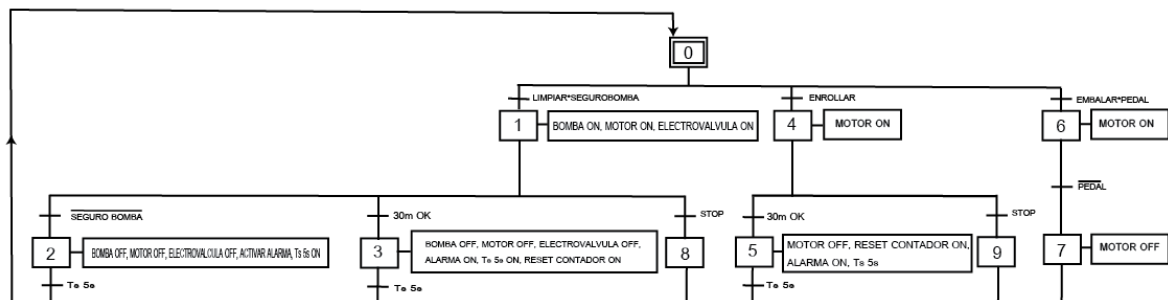 0
LIMPIAR*SEGUROBOMBA
ENROLLAR
EMBALAR*PEDAL
1
BOMBA ON, MOTOR ON, ELECTROVALVULA ON
4
MOTOR ON
6
MOTOR ON
PEDAL
SEGURO BOMBA
30m OK
STOP
30m OK
STOP
2
BOMBA OFF, MOTOR OFF, ELECTROVALCULA OFF, ACTIVAR ALARMA, Ts 5s ON
3
BOMBA OFF, MOTOR OFF, ELECTROVALVULA OFF,
ALARMA ON, Ts 5s ON, RESET CONTADOR ON
8
5
MOTOR OFF, RESET CONTADOR ON,
ALARMA ON, Ts 5s
9
7
MOTOR OFF
Ts 5s
Ts 5s
Ts 5s